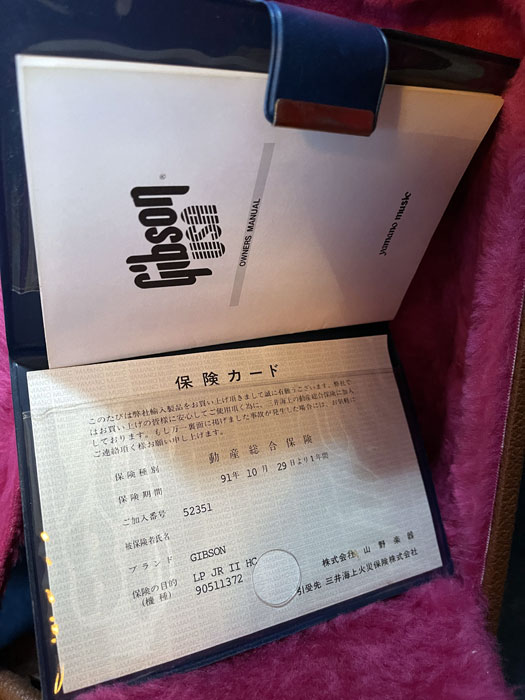 Gibson
USA
OWNERS MANUAL
yamano music
保険カード
このたびは弊社輸入製品をお買い上げ頂きまして誠に有難うございます。弊社で
はお買い上げの皆様に安心してご使用頂く為に、三井海上の動産総合保険に加入
しております。もし万一裏面に掲げました事故が発生した場合には、お気軽に
ご連絡頂く様お願い申し上げます。
保険種別 動産総合保険
保険期間 91年 10月 29日より1年間
ご加入番号 52351
被保険者氏名
ブランド GIBSON
保険の目的 LP JR II HC
(機種) 90511372
株式会社 山野楽器
引受先 三井海上火災保険株式会社